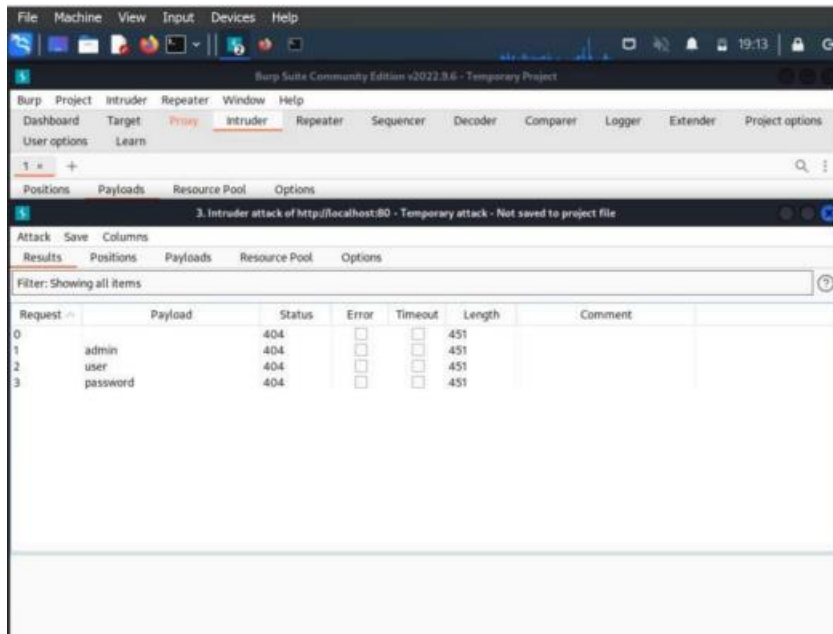 File Machine View Input Devices Help
19:13
Burp Suite Community Edition v2022.9.6 - Temporary Project
Burp Project Intruder Repeater Window Help
Dashboard Target Proxy Intruder Repeater Sequencer Decoder Comparer Logger Extender Project options
User options Learn
1 × +
Positions Payloads Resource Pool Options
3. Intruder attack of http://localhost:80 - Temporary attack - Not saved to project file
Attack Save Columns
Results Positions Payloads Resource Pool Options
Filter: Showing all items
Request Payload Status Error Timeout Length Comment
0 404 451
1 admin 404 451
2 user 404 451
3 password 404 451